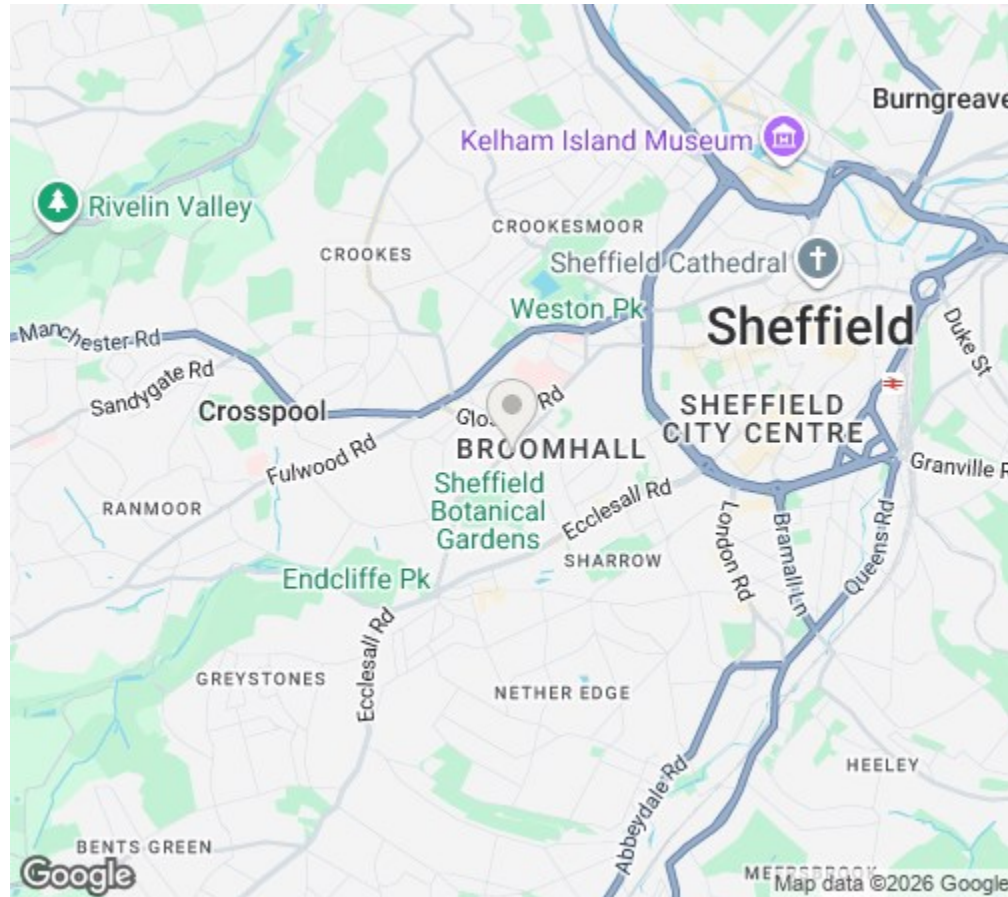 Burngreave
Kelham Island Museum
Rivelin Valley
CROOKESMOOR
CROOKES
Sheffield Cathedral
Weston Pk
Sheffield
Duke St
Manchester Rd
Sandygate Rd
Crosspool
Rd
SHEFFIELD
CITY CENTRE
BROOMHALL
Fulwood Rd
Granville R
Sheffield
Botanical
Gardens
Ecclesall Rd
RANMOOR
London Rd
Bramall Ln
Queens Rd
SHARROW
Endcliffe Pk
Ecclesall Rd
GREYSTONES
NETHER EDGE
HEELEY
Abbeydale Rd
BENTS GREEN
MEERSBROOK
Google
Map data ©2026 Google